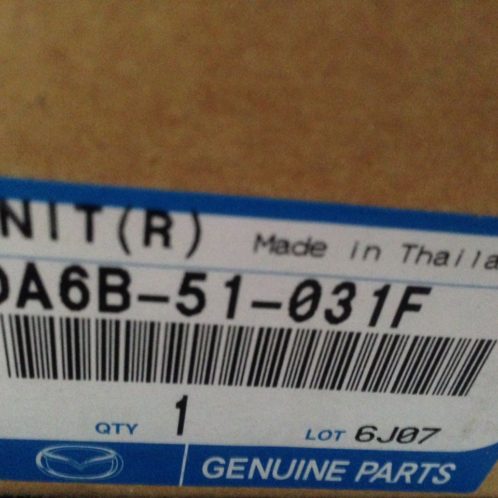 NIT(R) Made in Thaila
DA6B-51-031F
QTY 1 LOT 6J07
GENUINE PARTS